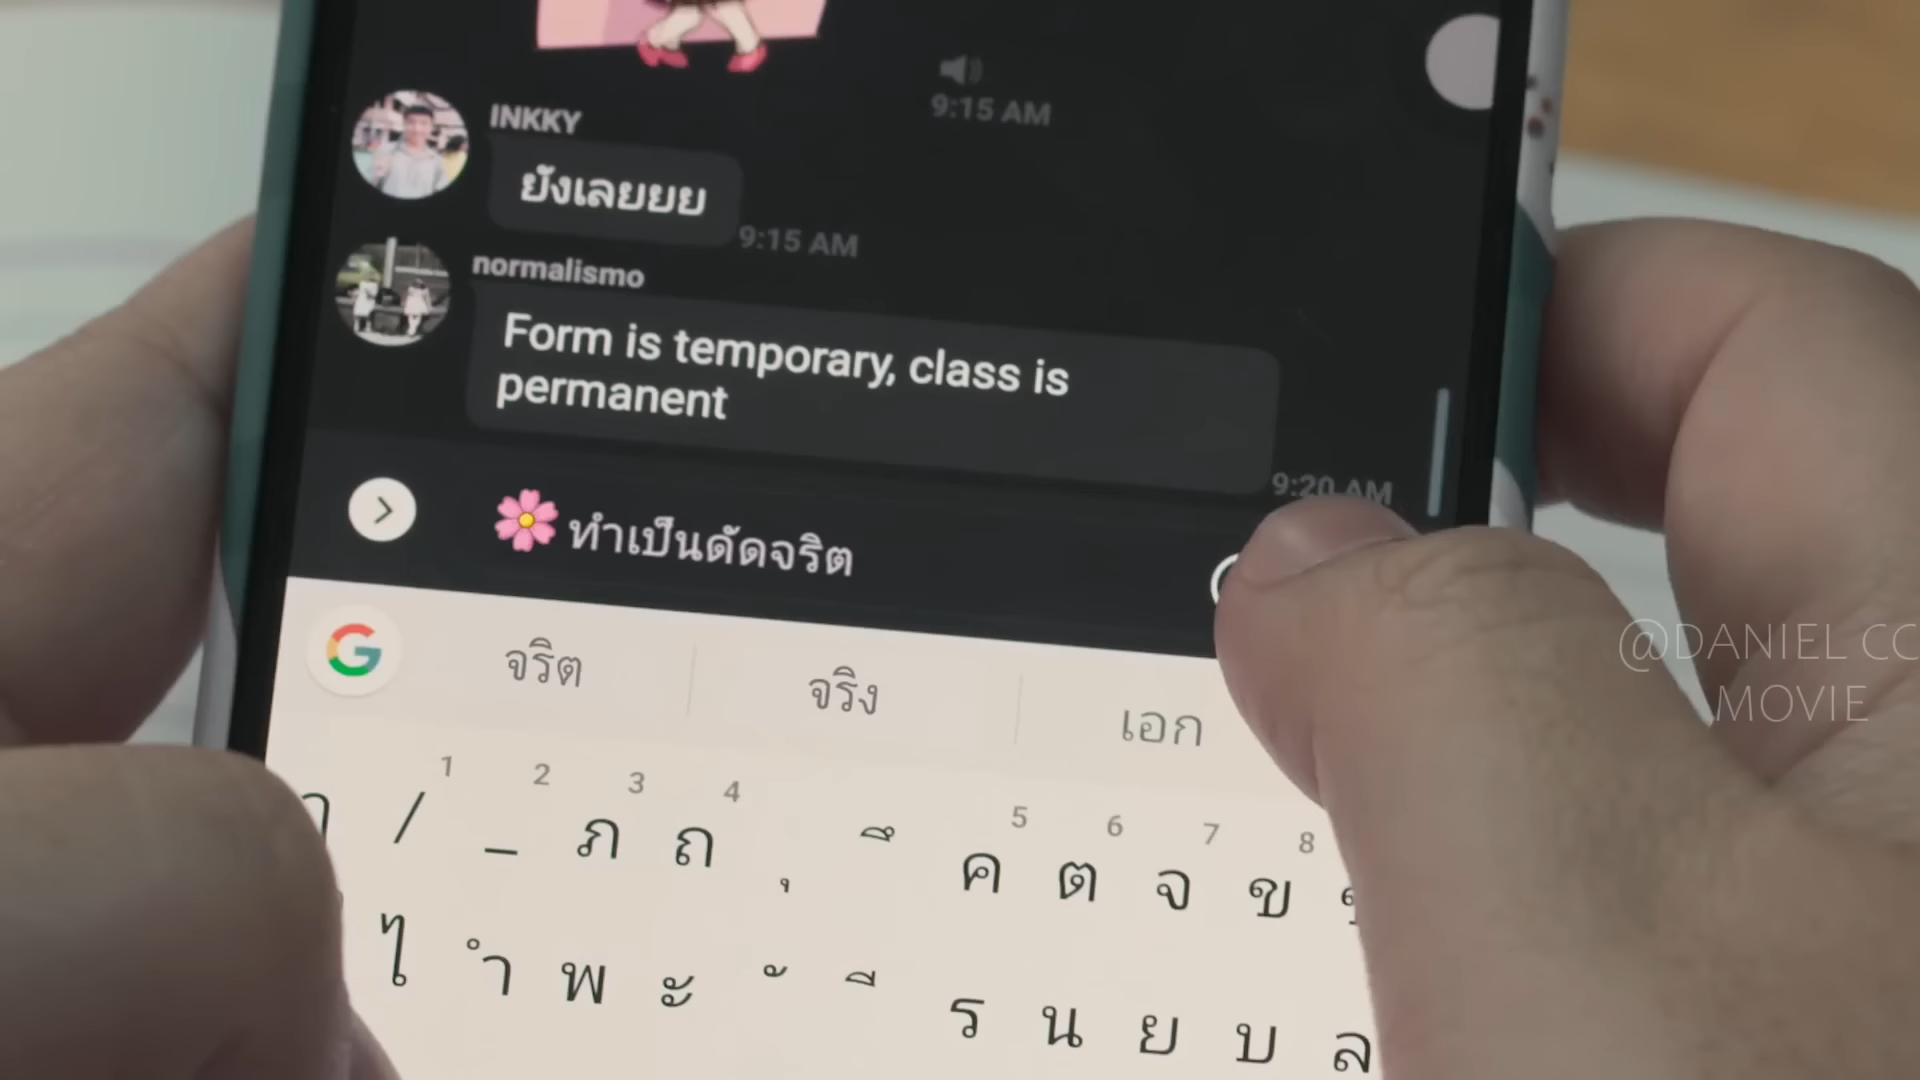 9:15 AM
INKKY
ยังเลยยย
9:15 AM
normalismo
Form is temporary, class is
permanent
9:20 AM
🌸ทำเป็นดัดจริต
G
จริต จริง เอก
1 2 3 4 5 6 7 8
/ _ ภ ถ ุ ึ ค ต จ ข
ไ ำ พ ะ ั ี ร น ย บ ล
@DANIEL CC
MOVIE